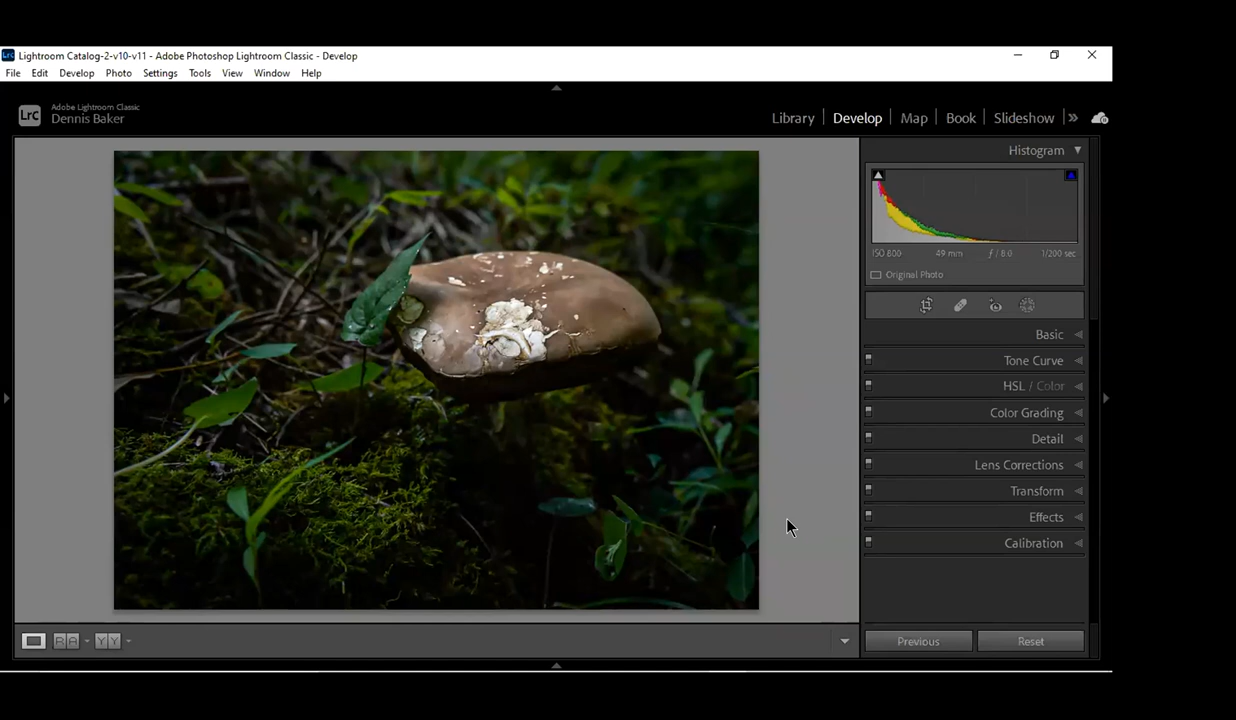 Lrc Lightroom Catalog-2-v10-v11 - Adobe Photoshop Lightroom Classic - Develop
File Edit Develop Photo Settings Tools View Window Help
Lrc Adobe Lightroom Classic
Dennis Baker
Library | Develop | Map | Book | Slideshow
Histogram
ISO 800 49 mm ƒ / 8.0 1/200 sec
Original Photo
Basic
Tone Curve
HSL / Color
Color Grading
Detail
Lens Corrections
Transform
Effects
Calibration
R A Y Y
Previous Reset